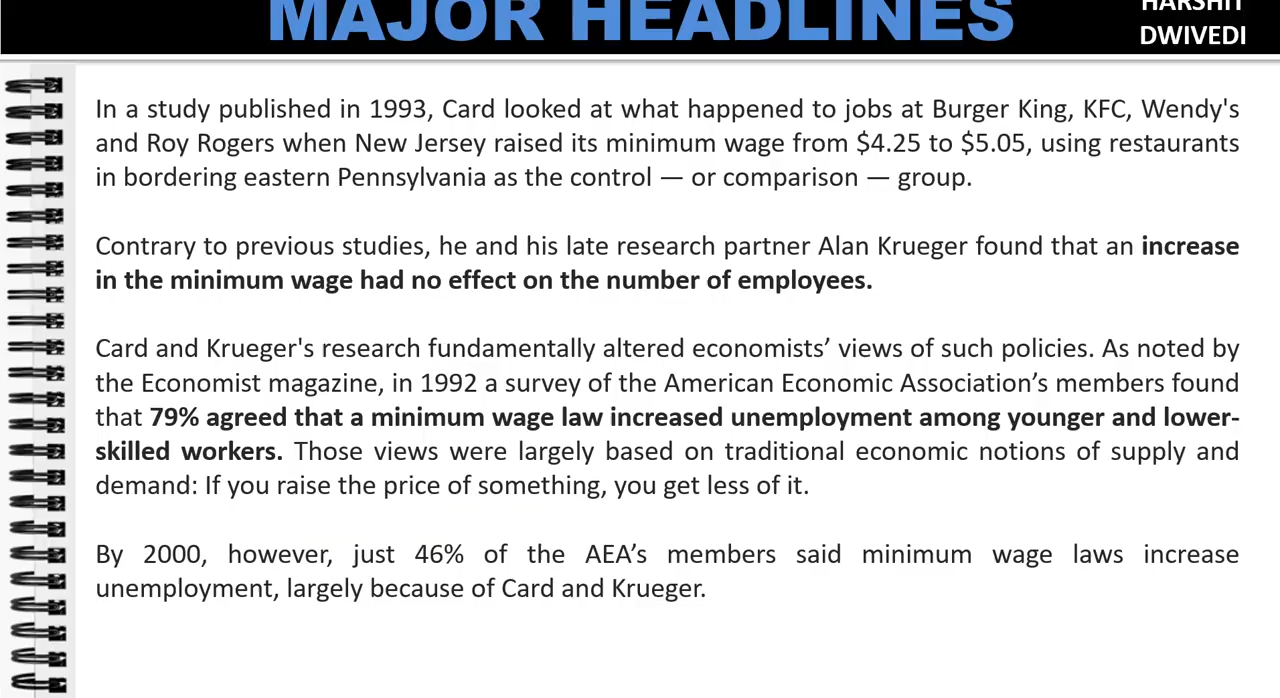 MAJOR HEADLINES
HARSHIT
DWIVEDI
In a study published in 1993, Card looked at what happened to jobs at Burger King, KFC, Wendy's
and Roy Rogers when New Jersey raised its minimum wage from $4.25 to $5.05, using restaurants
in bordering eastern Pennsylvania as the control — or comparison — group.
Contrary to previous studies, he and his late research partner Alan Krueger found that an increase
in the minimum wage had no effect on the number of employees.
Card and Krueger's research fundamentally altered economists’ views of such policies. As noted by
the Economist magazine, in 1992 a survey of the American Economic Association’s members found
that 79% agreed that a minimum wage law increased unemployment among younger and lower-
skilled workers. Those views were largely based on traditional economic notions of supply and
demand: If you raise the price of something, you get less of it.
By 2000, however, just 46% of the AEA’s members said minimum wage laws increase
unemployment, largely because of Card and Krueger.